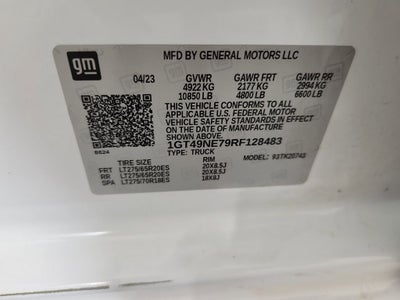 gm
MFD BY GENERAL MOTORS LLC
04/23 GVWR GAWR FRT GAWR RR
4922 KG 2177 KG 2994 KG
10850 LB 4800 LB 6600 LB
THIS VEHICLE CONFORMS TO ALL
APPLICABLE U.S. FEDERAL MOTOR
VEHICLE SAFETY STANDARDS IN EFFECT
ON THE DATE OF MANUFACTURE SHOWN ABOVE.
1GT49NE79RF128483
TYPE: TRUCK MODEL: 93TK20743
TIRE SIZE RIM
FRT LT275/65R20ES 20X8.5J
RR LT275/65R20ES 20X8.5J
SPA LT275/70R18ES 18X8J